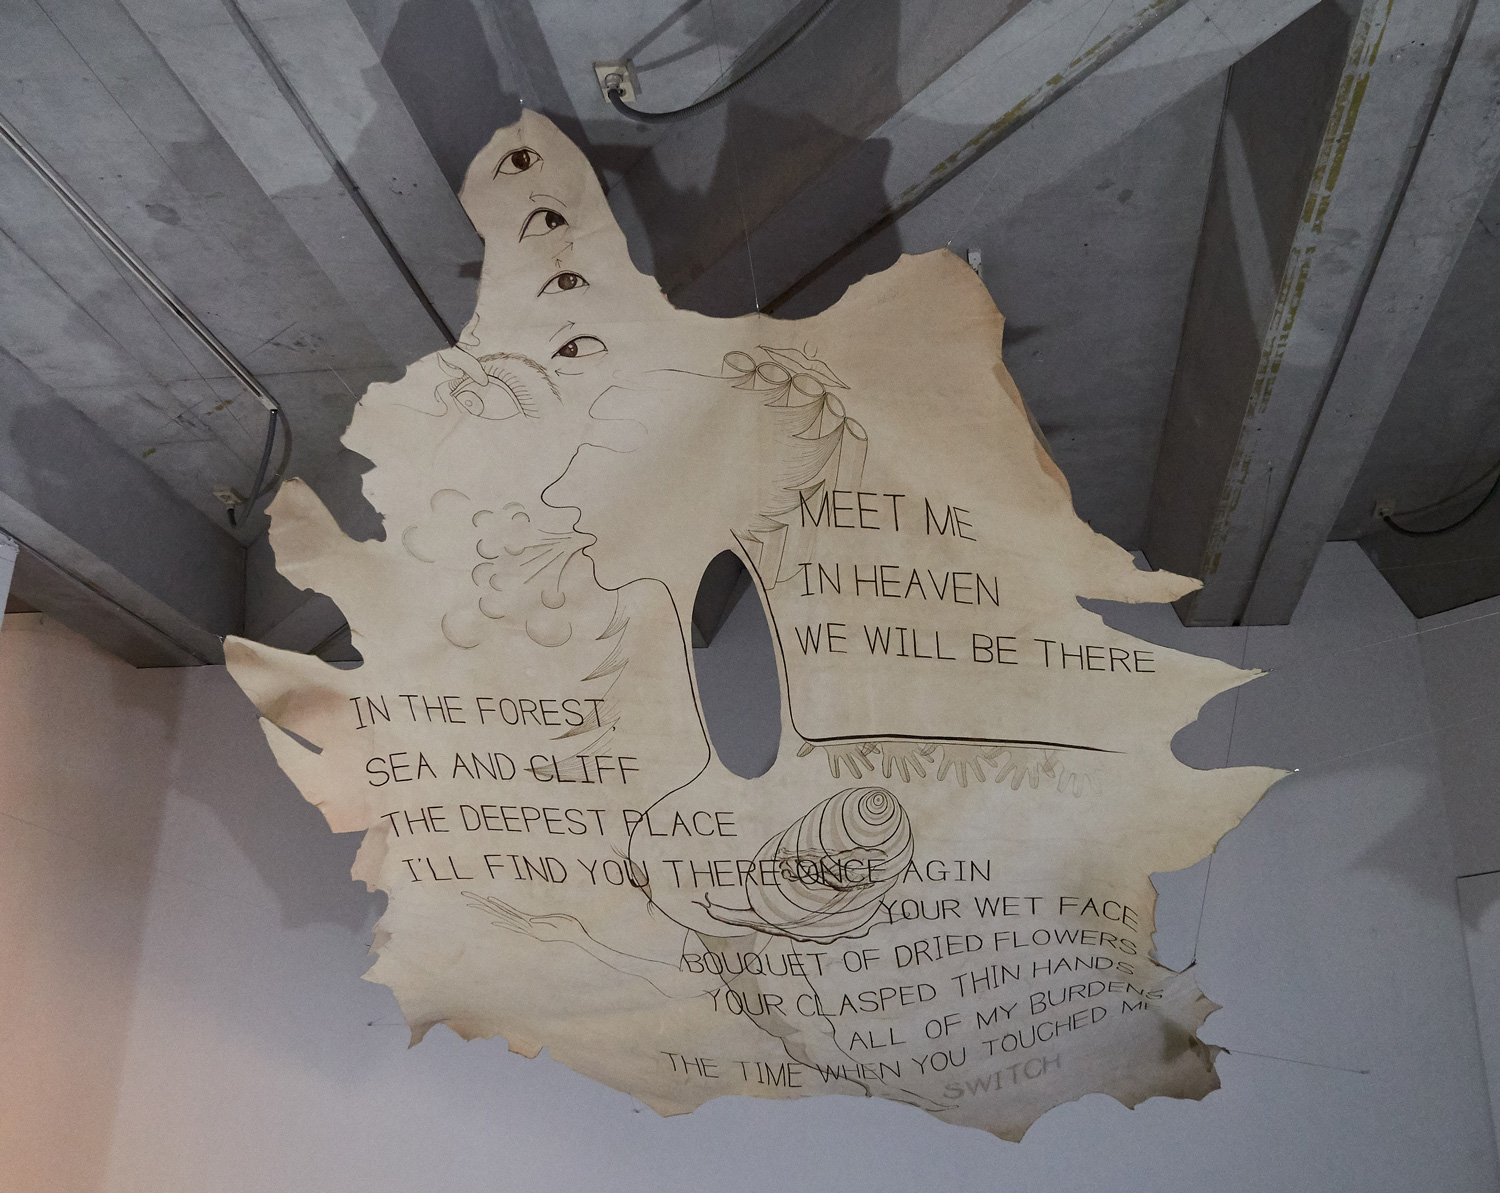 MEET ME
IN HEAVEN
WE WILL BE THERE
IN THE FOREST,
SEA AND CLIFF
THE DEEPEST PLACE
I'LL FIND YOU THERE ONCE AGIN
YOUR WET FACE
BOUQUET OF DRIED FLOWERS
YOUR CLASPED THIN HANDS
ALL OF MY BURDENS
THE TIME WHEN YOU TOUCHED ME
SWITCH